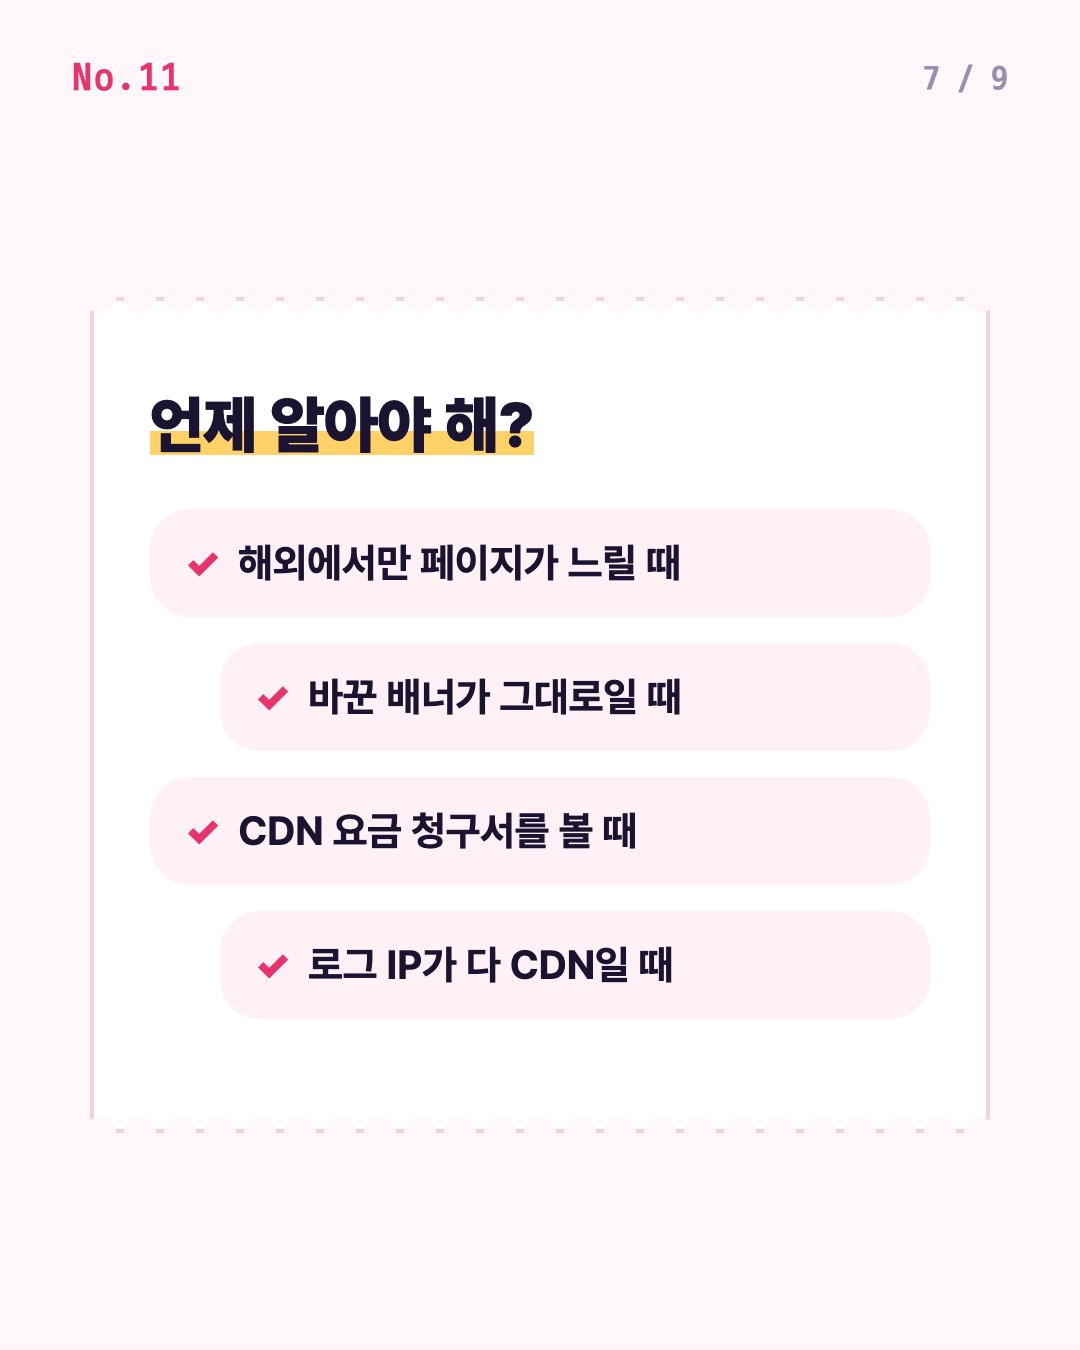 No.11
7 / 9
언제 알아야 해?
해외에서만 페이지가 느릴 때
바꾼 배너가 그대로일 때
CDN 요금 청구서를 볼 때
로그 IP가 다 CDN일 때